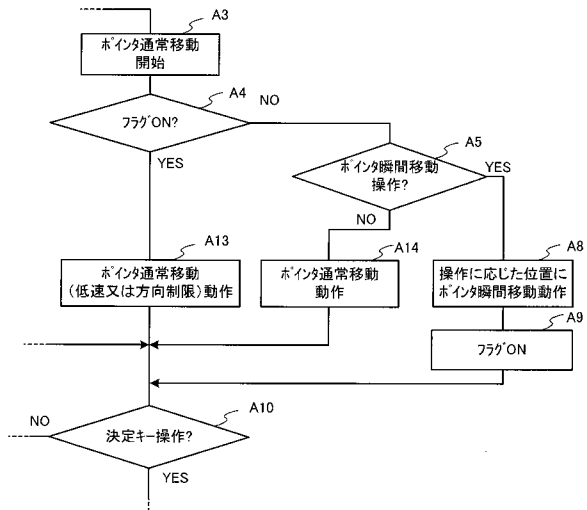 A3
ポインタ通常移動
開始
A4
フラグON?
NO
YES
A5
ポインタ瞬間移動
操作?
YES
NO
A13
ポインタ通常移動
(低速又は方向制限)動作
A14
ポインタ通常移動
動作
A8
操作に応じた位置に
ポインタ瞬間移動動作
A9
フラグON
A10
NO
決定キー操作?
YES